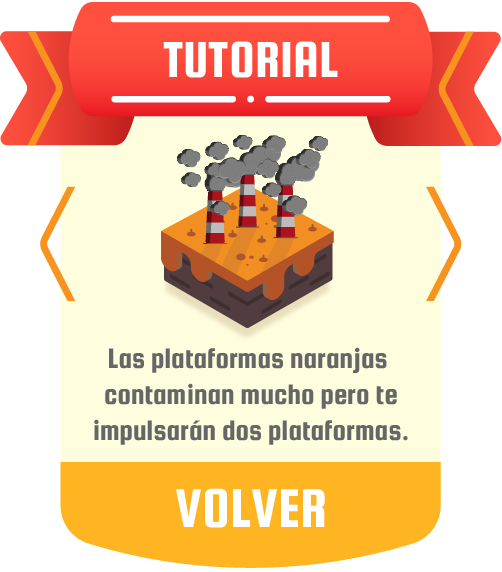 TUTORIAL
Las plataformas naranjas
contaminan mucho pero te
impulsarán dos plataformas.
VOLVER